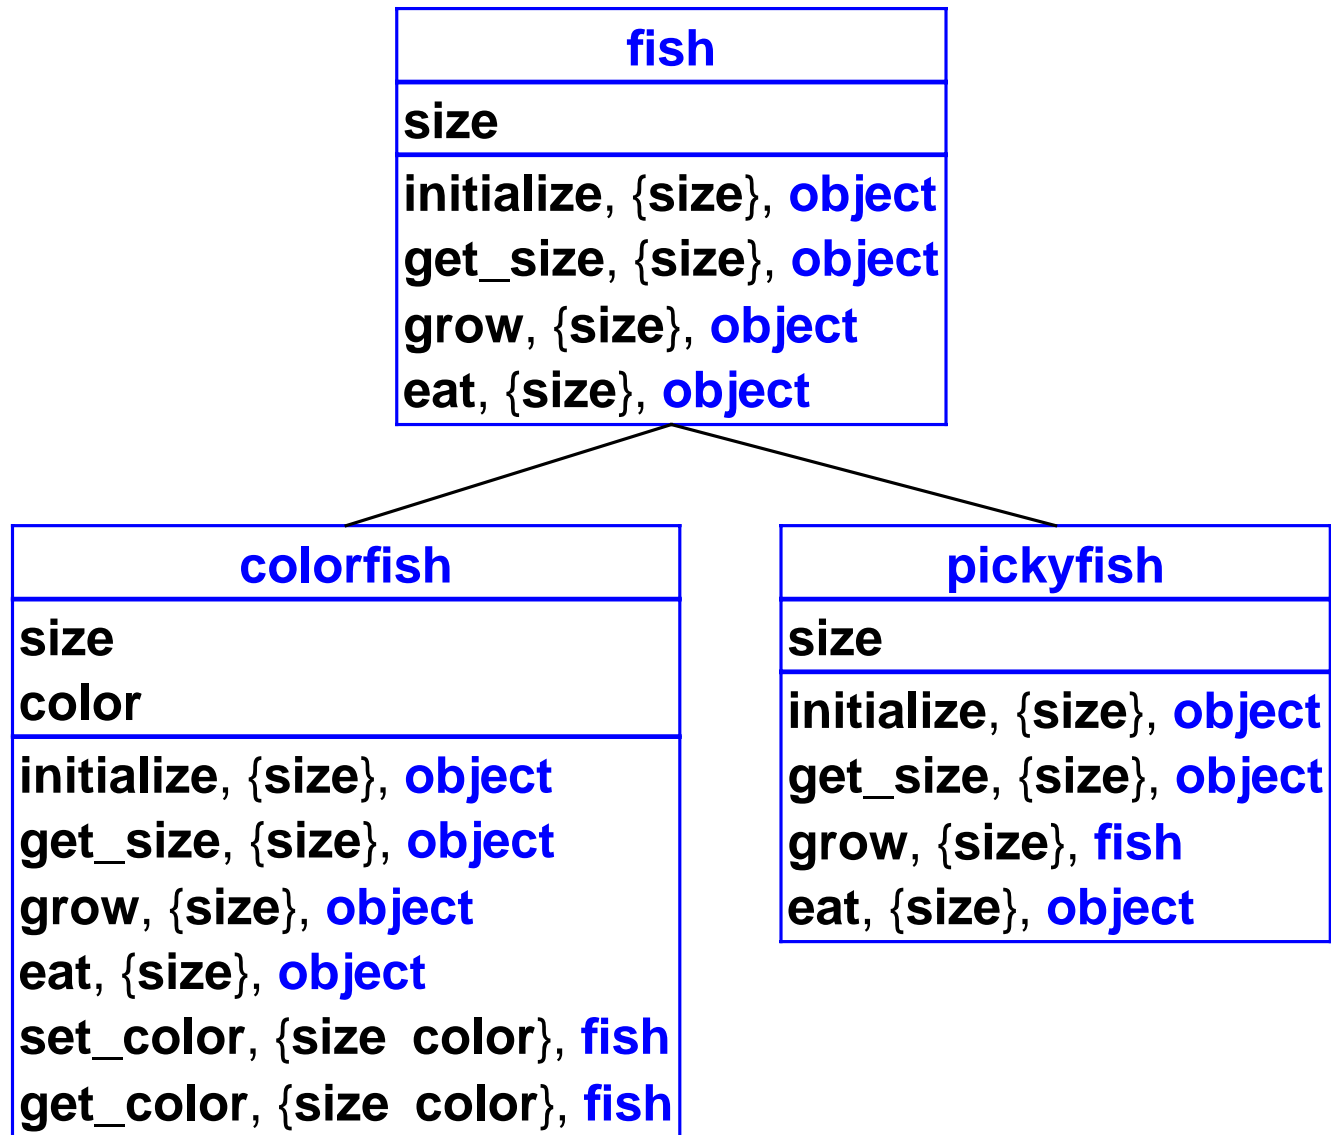 fish
size
initialize, {size}, object
get_size, {size}, object
grow, {size}, object
eat, {size}, object
colorfish
size
color
initialize, {size}, object
get_size, {size}, object
grow, {size}, object
eat, {size}, object
set_color, {size color}, fish
get_color, {size color}, fish
pickyfish
size
initialize, {size}, object
get_size, {size}, object
grow, {size}, fish
eat, {size}, object